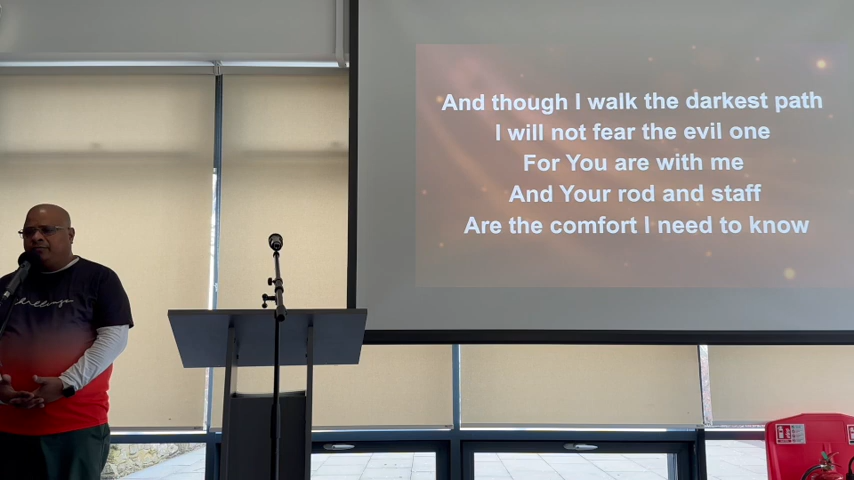 And though I walk the darkest path
I will not fear the evil one
For You are with me
And Your rod and staff
Are the comfort I need to know